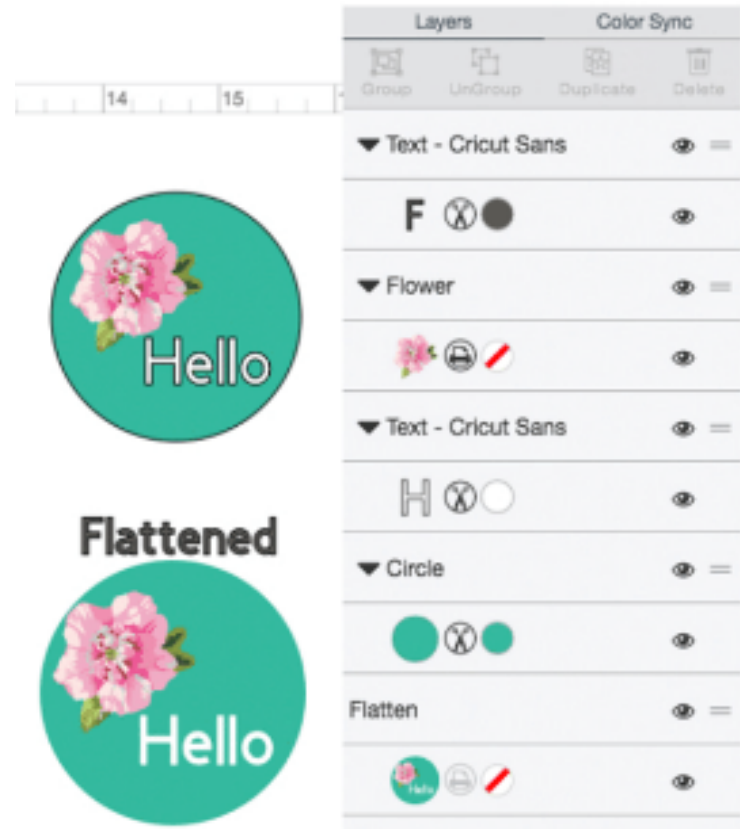 Layers Color Sync
Group UnGroup Duplicate Delete
14 15
Text - Cricut Sans
F
Flower
Hello
Text - Cricut Sans
H
Flattened
Circle
Flatten
Hello
Hello